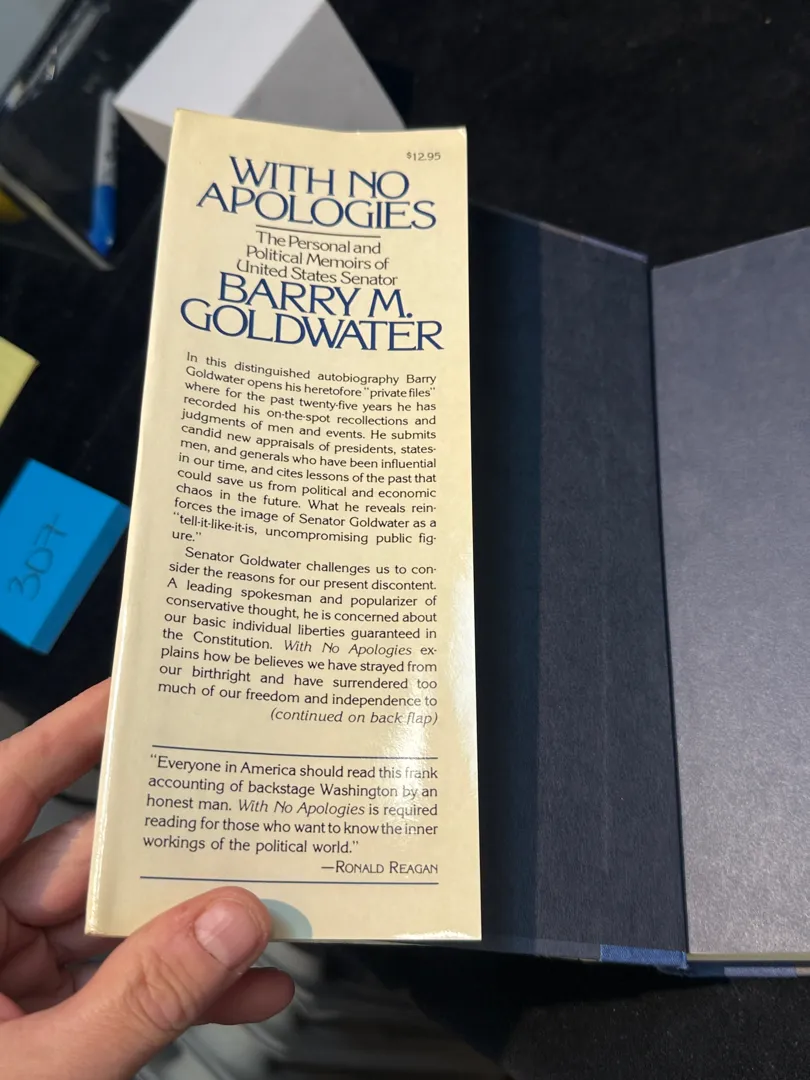 $12.95
WITH NO
APOLOGIES
The Personal and
Political Memoirs of
United States Senator
BARRY M.
GOLDWATER
In this distinguished autobiography Barry
Goldwater opens his heretofore "private files"
where for the past twenty-five years he has
recorded his on-the-spot recollections and
judgments of men and events. He submits
candid new appraisals of presidents, states-
men, and generals who have been influential
in our time, and cites lessons of the past that
could save us from political and economic
chaos in the future. What he reveals rein-
forces the image of Senator Goldwater as a
"tell-it-like-it-is, uncompromising public fig-
ure."
Senator Goldwater challenges us to con-
sider the reasons for our present discontent.
A leading spokesman and popularizer of
conservative thought, he is concerned about
our basic individual liberties guaranteed in
the Constitution. With No Apologies ex-
plains how be believes we have strayed from
our birthright and have surrendered too
much of our freedom and independence to
(continued on back flap)
"Everyone in America should read this frank
accounting of backstage Washington by an
honest man. With No Apologies is required
reading for those who want to know the inner
workings of the political world."
—RONALD REAGAN
307